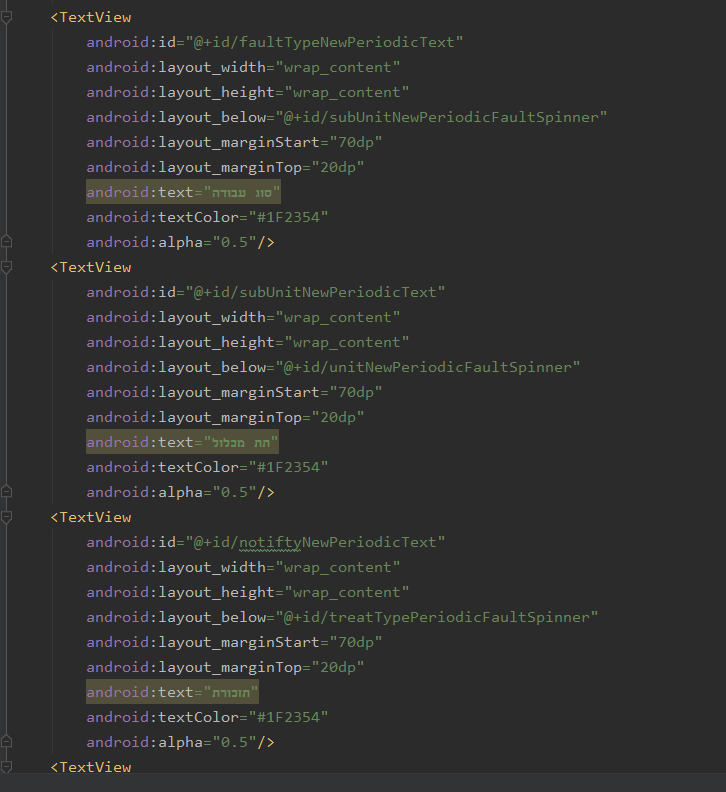 <TextView
android:id="@+id/faultTypeNewPeriodicText"
android:layout_width="wrap_content"
android:layout_height="wrap_content"
android:layout_below="@+id/subUnitNewPeriodicFaultSpinner"
android:layout_marginStart="70dp"
android:layout_marginTop="20dp"
android:text="סוג עבודה"
android:textColor="#1F2354"
android:alpha="0.5"/>
<TextView
android:id="@+id/subUnitNewPeriodicText"
android:layout_width="wrap_content"
android:layout_height="wrap_content"
android:layout_below="@+id/unitNewPeriodicFaultSpinner"
android:layout_marginStart="70dp"
android:layout_marginTop="20dp"
android:text="תת מכלול"
android:textColor="#1F2354"
android:alpha="0.5"/>
<TextView
android:id="@+id/notiftyNewPeriodicText"
android:layout_width="wrap_content"
android:layout_height="wrap_content"
android:layout_below="@+id/treatTypePeriodicFaultSpinner"
android:layout_marginStart="70dp"
android:layout_marginTop="20dp"
android:text="תזכורת"
android:textColor="#1F2354"
android:alpha="0.5"/>
<TextView